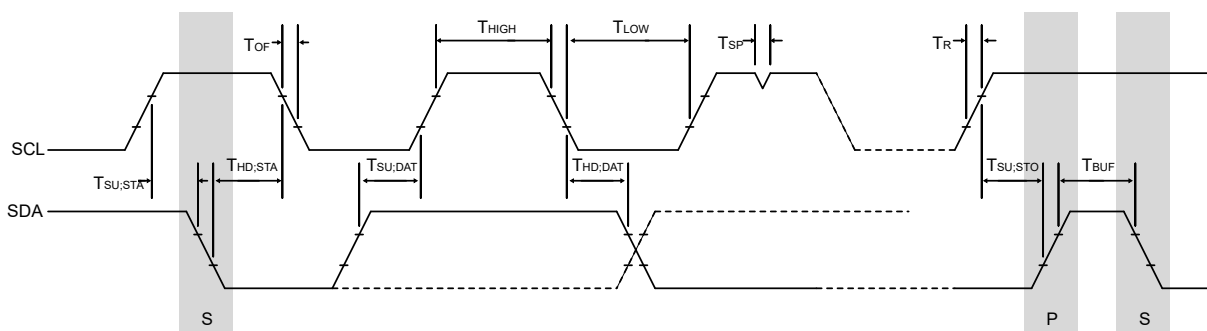 THIGH
TLOW
TOF
TSP
TR
SCL
THD;STA
TSU;DAT
THD;DAT
TSU;STO
TBUF
TSU;STA
SDA
S
P
S